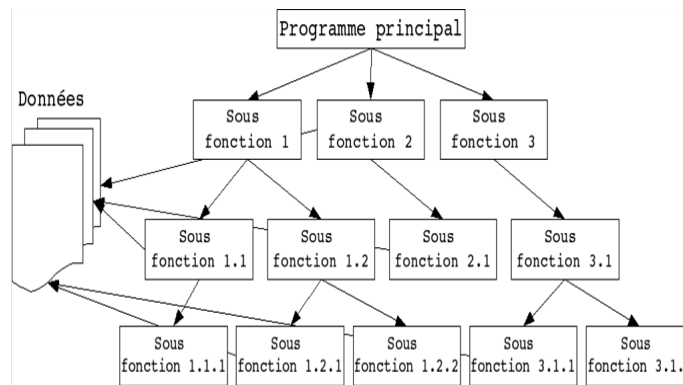 Programme principal
Données
Sous
fonction 1
Sous
fonction 2
Sous
fonction 3
Sous
fonction 1.1
Sous
fonction 1.2
Sous
fonction 2.1
Sous
fonction 3.1
Sous
fonction 1.1.1
Sous
fonction 1.2.1
Sous
fonction 1.2.2
Sous
fonction 3.1.1
Sous
fonction 3.1.